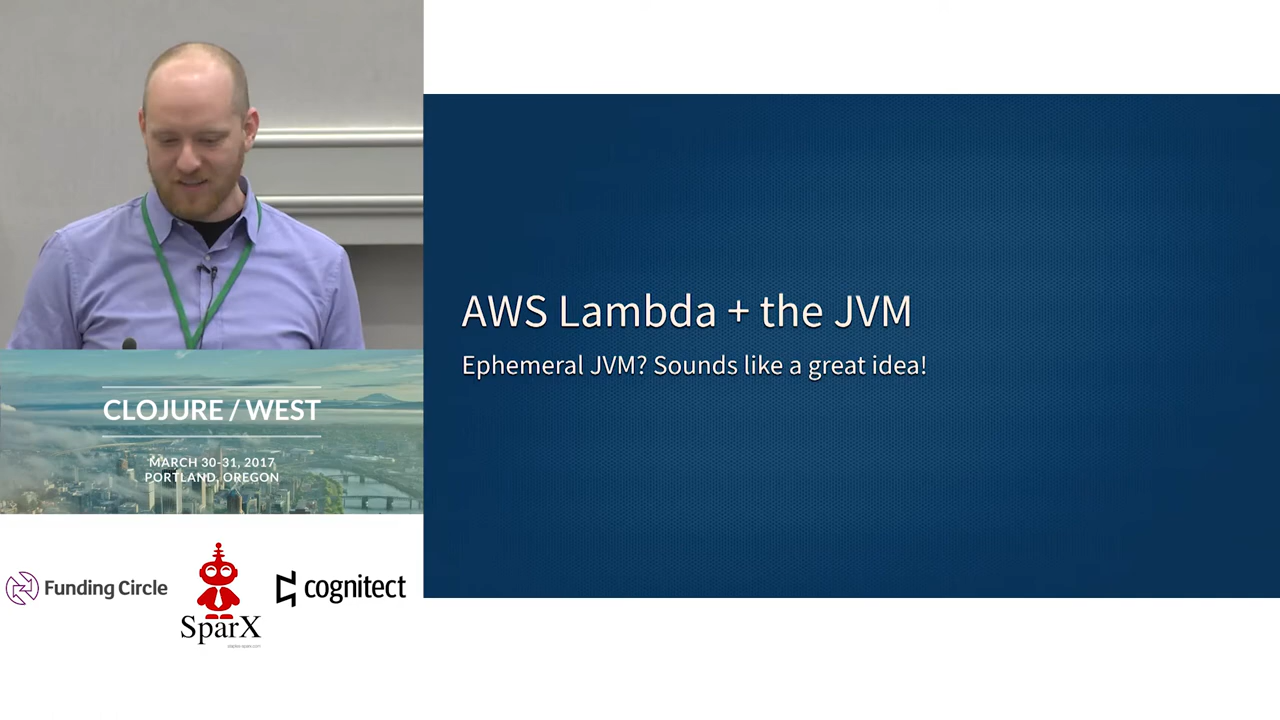 AWS Lambda + the JVM
Ephemeral JVM? Sounds like a great idea!
CLOJURE / WEST
MARCH 30-31, 2017
PORTLAND, OREGON
Funding Circle
SparX
cognitect